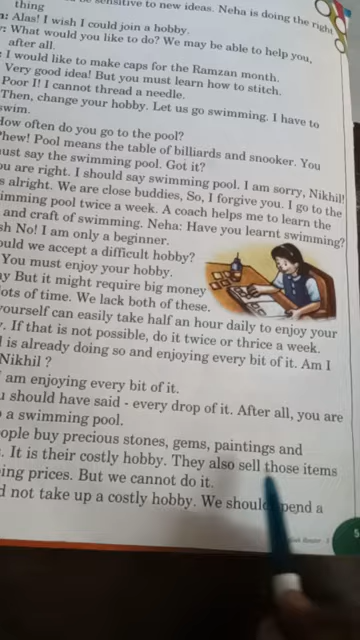 be sensitive to new ideas. Neha is doing the right
thing
a: Alas! I wish I could join a hobby.
r: What would you like to do? We may be able to help you,
after all.
: I would like to make caps for the Ramzan month.
Very good idea! But you must learn how to stitch.
Poor I! I cannot thread a needle.
Then, change your hobby. Let us go swimming. I have to
swim.
How often do you go to the pool?
Phew! Pool means the table of billiards and snooker. You
must say the swimming pool. Got it?
You are right. I should say swimming pool. I am sorry, Nikhil!
s alright. We are close buddies, So, I forgive you. I go to the
imming pool twice a week. A coach helps me to learn the
and craft of swimming. Neha: Have you learnt swimming?
sh No! I am only a beginner.
ould we accept a difficult hobby?
You must enjoy your hobby.
y But it might require big money
lots of time. We lack both of these.
yourself can easily take half an hour daily to enjoy your
. If that is not possible, do it twice or thrice a week.
l is already doing so and enjoying every bit of it. Am I
Nikhil ?
am enjoying every bit of it.
u should have said - every drop of it. After all, you are
a swimming pool.
ople buy precious stones, gems, paintings and
. It is their costly hobby. They also sell those items
ing prices. But we cannot do it.
d not take up a costly hobby. We should spend a